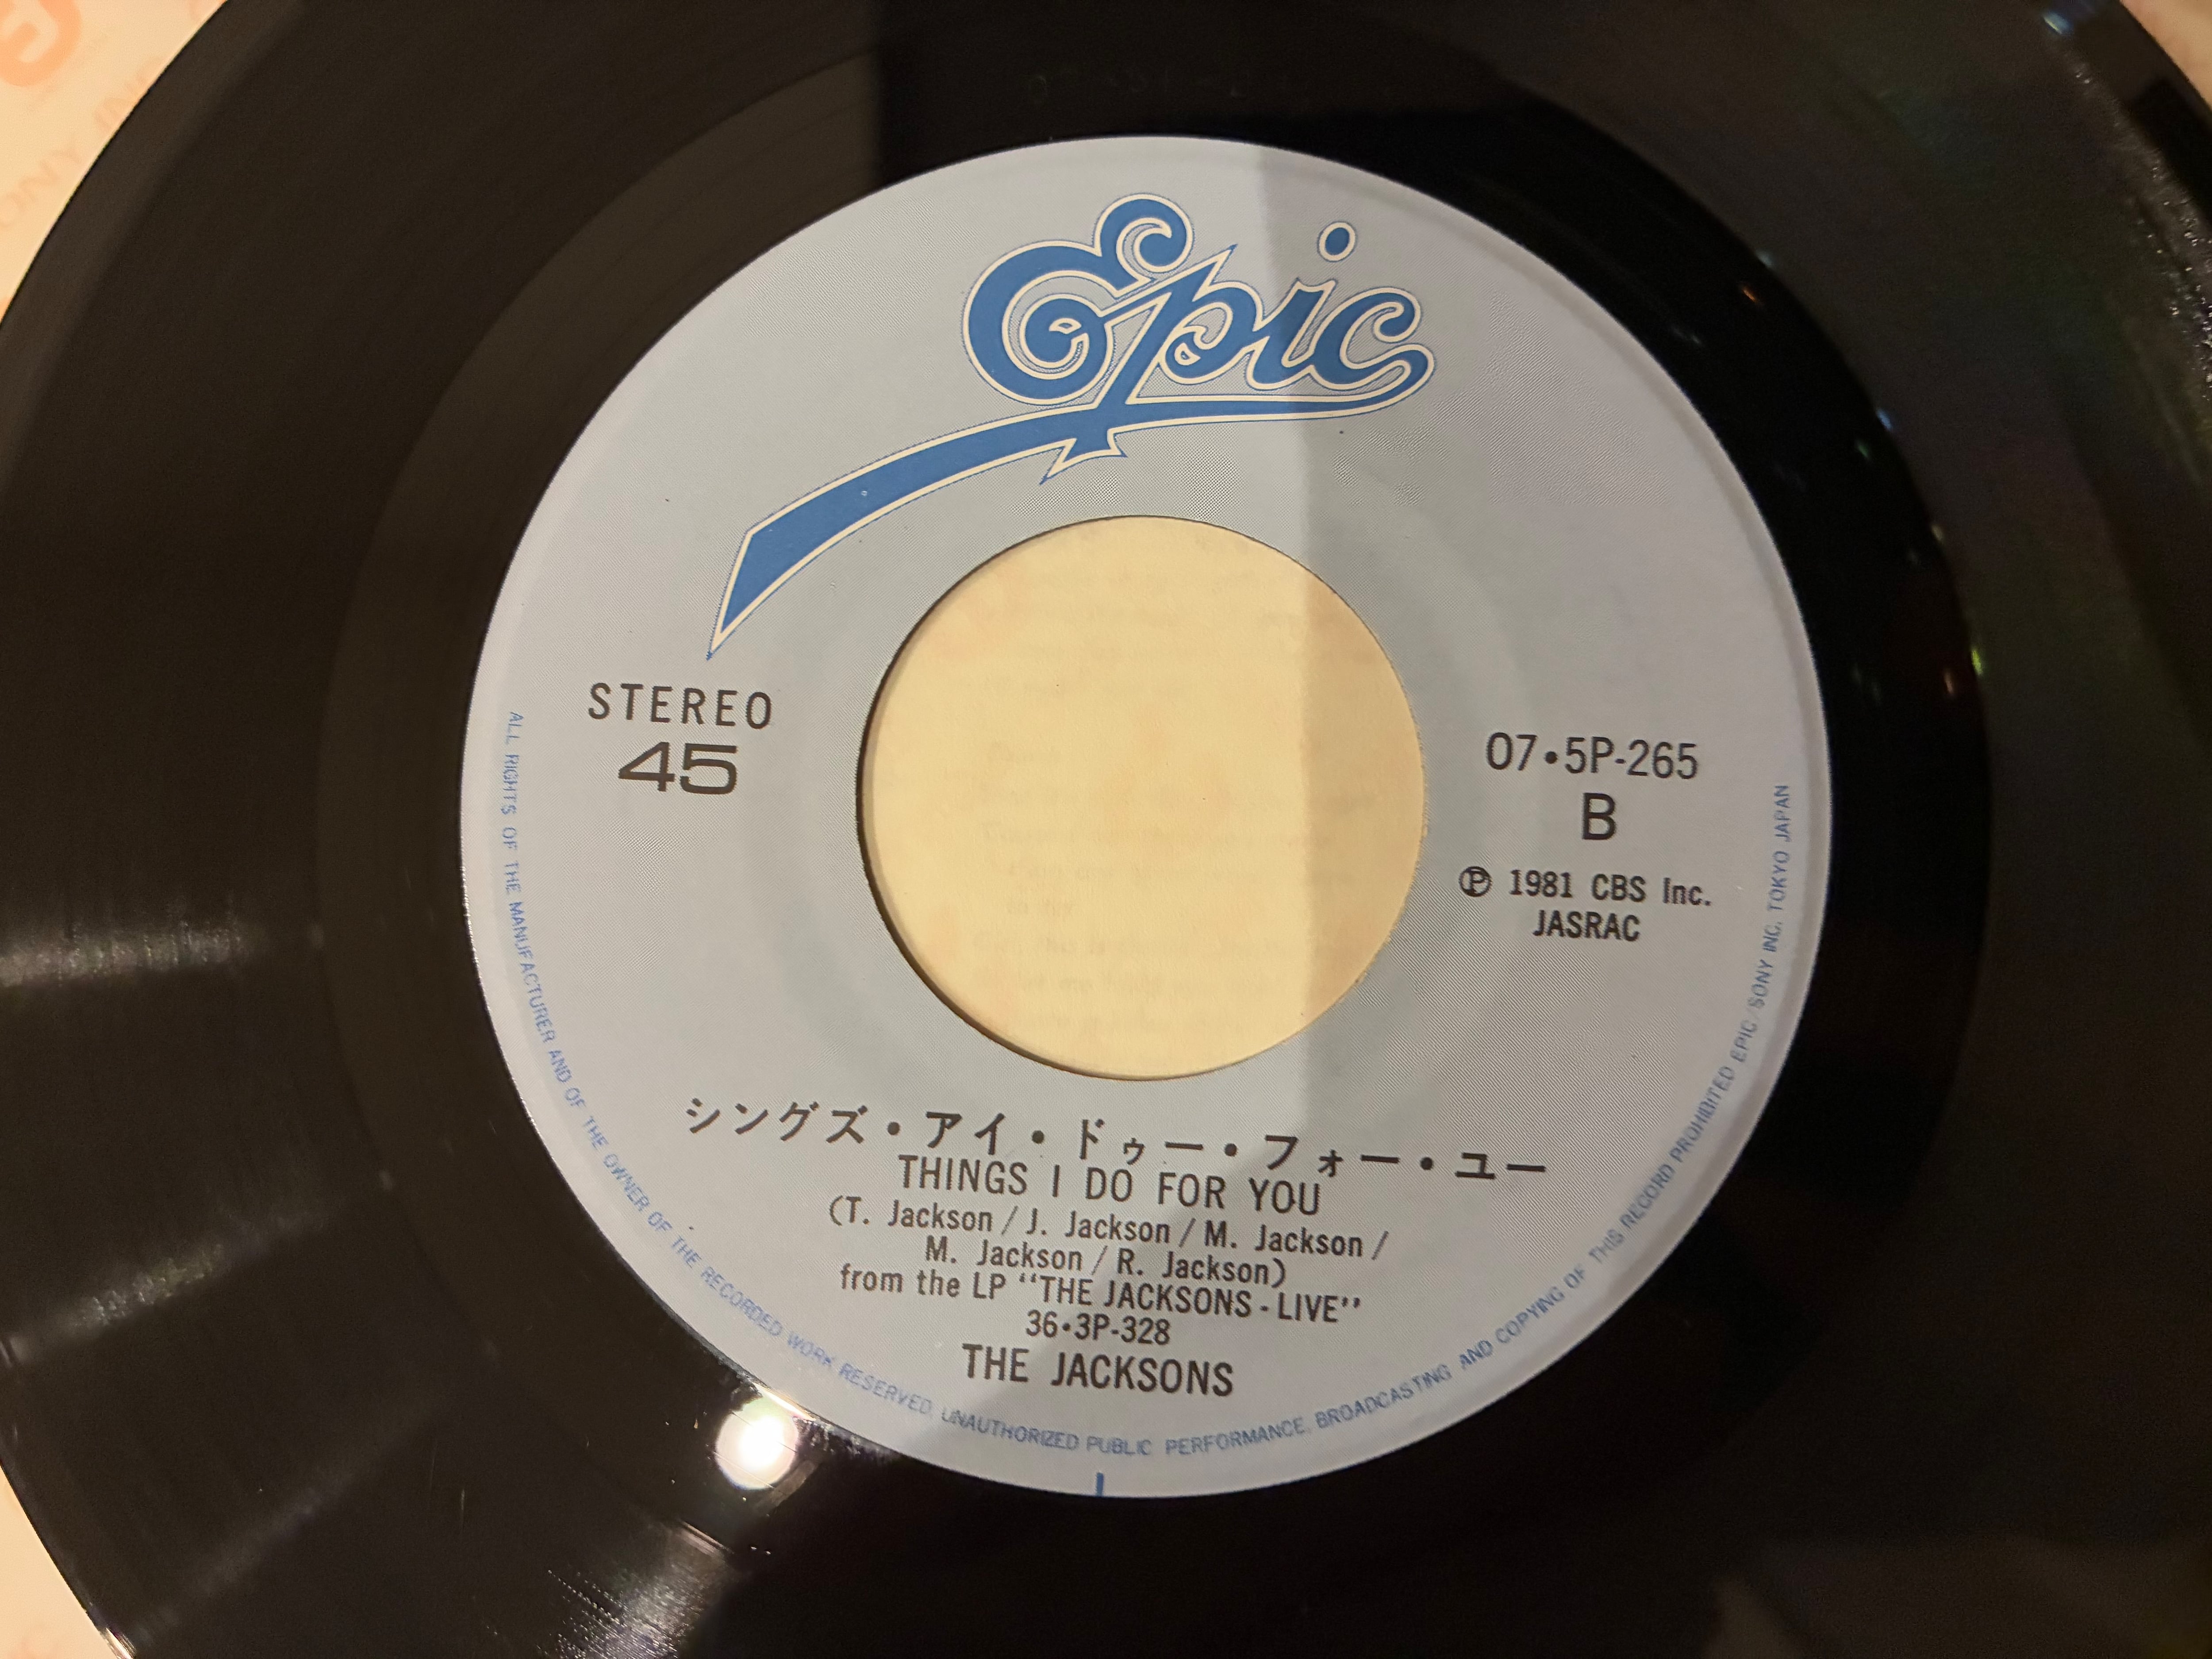 Epic
STEREO
45
07•5P-265
B
Ⓟ 1981 CBS Inc.
JASRAC
シングズ・アイ・ドゥー・フォー・ユー
THINGS I DO FOR YOU
(T. Jackson / J. Jackson / M. Jackson /
M. Jackson / R. Jackson)
from the LP "THE JACKSONS - LIVE"
36•3P-328
THE JACKSONS
ALL RIGHTS OF THE MANUFACTURER AND OF THE OWNER OF THE RECORDED WORK RESERVED. UNAUTHORIZED PUBLIC PERFORMANCE, BROADCASTING AND COPYING OF THIS RECORD PROHIBITED EPIC/SONY INC. TOKYO JAPAN